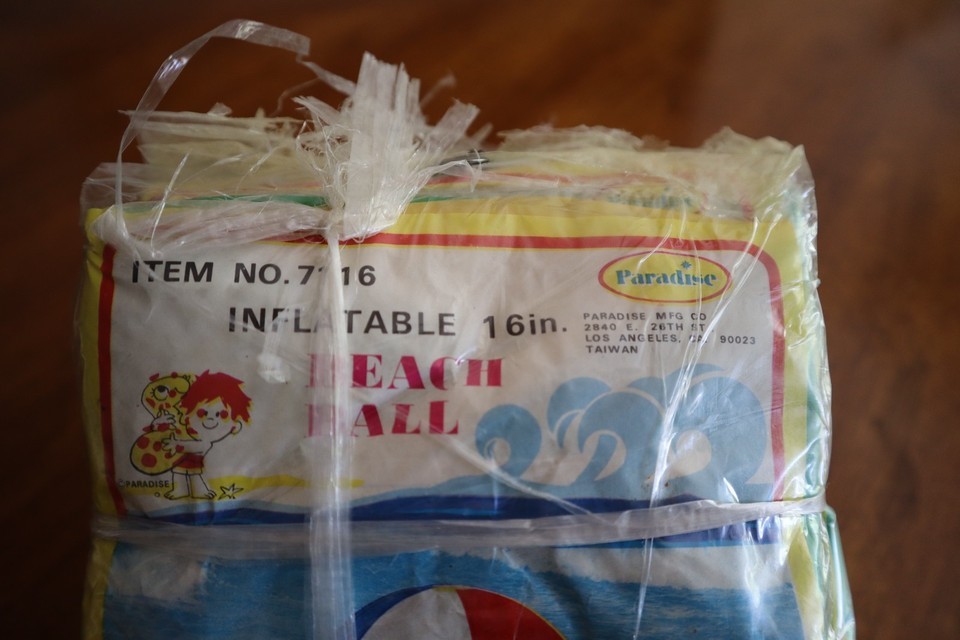 ITEM NO. 7116
Paradise
INFLATABLE 16in.
PARADISE MFG CO
2840 E. 26TH ST
LOS ANGELES, CA. 90023
TAIWAN
BEACH
BALL
©PARADISE